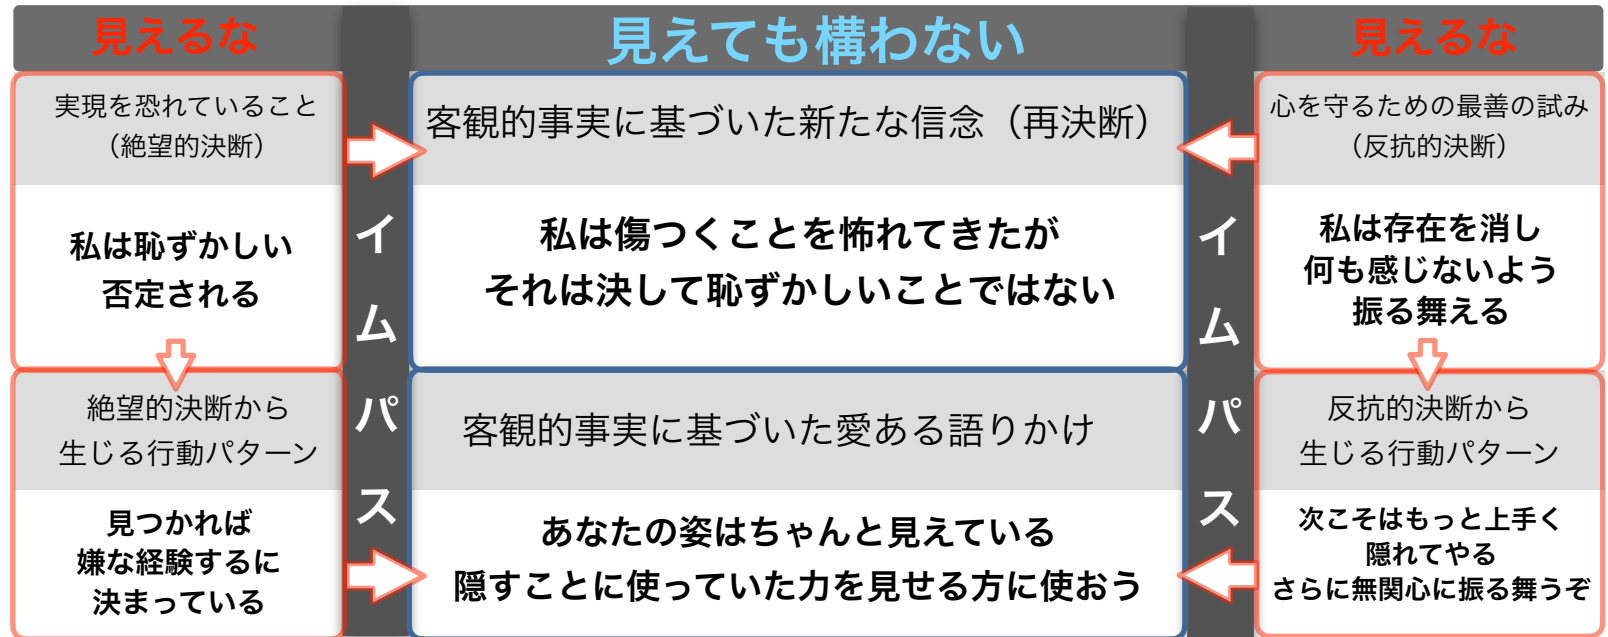 見えるな
見えても構わない
見えるな
実現を恐れていること
（絶望的決断）
私は恥ずかしい
否定される
絶望的決断から
生じる行動パターン
見つかれば
嫌な経験するに
決まっている
イムパス
客観的事実に基づいた新たな信念（再決断）
私は傷つくことを怖れてきたが
それは決して恥ずかしいことではない
客観的事実に基づいた愛ある語りかけ
あなたの姿はちゃんと見えている
隠すことに使っていた力を見せる方に使おう
イムパス
心を守るための最善の試み
（反抗的決断）
私は存在を消し
何も感じないよう
振る舞える
反抗的決断から
生じる行動パターン
次こそはもっと上手く
隠れてやる
さらに無関心に振る舞うぞ